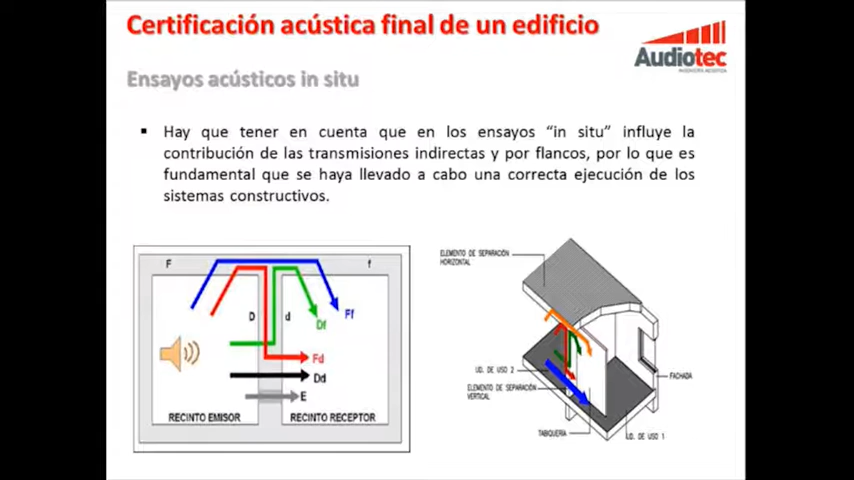 Certificación acústica final de un edificio
Audiotec
INGENIERÍA ACÚSTICA
Ensayos acústicos in situ
▪ Hay que tener en cuenta que en los ensayos “in situ” influye la
contribución de las transmisiones indirectas y por flancos, por lo que es
fundamental que se haya llevado a cabo una correcta ejecución de los
sistemas constructivos.
F
f
D
d
Df
Ff
Fd
Dd
E
RECINTO EMISOR
RECINTO RECEPTOR
ELEMENTO DE SEPARACIÓN
HORIZONTAL
UD. DE USO 2
ELEMENTO DE SEPARACIÓN
VERTICAL
FACHADA
TABIQUERÍA
UD. DE USO 1